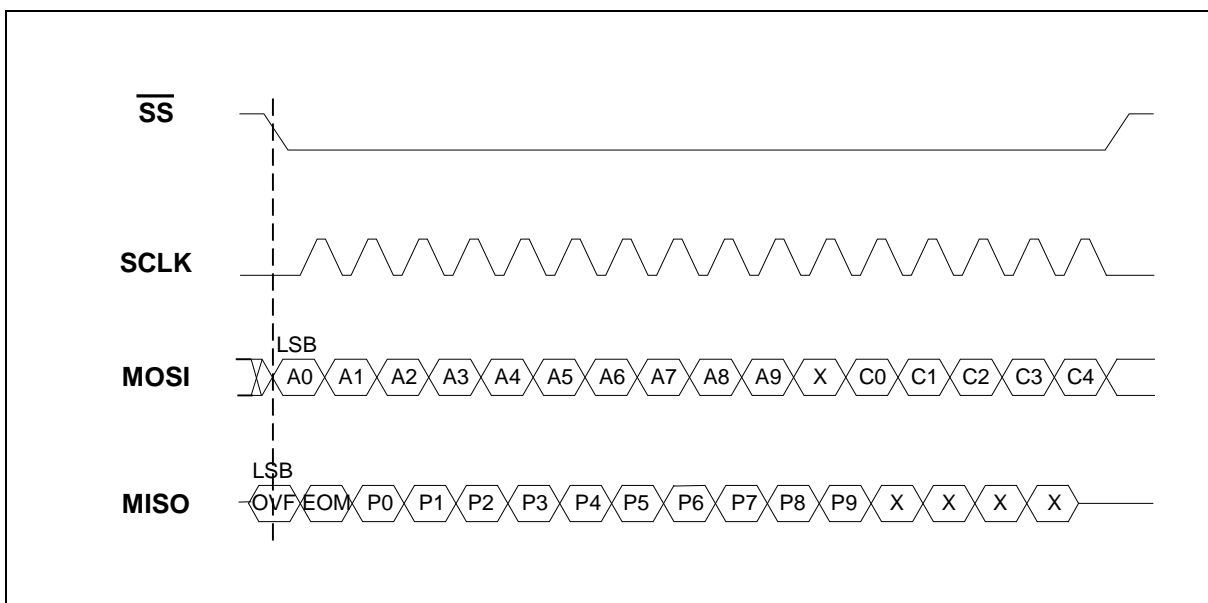 SS
SCLK
LSB
MOSI A0 A1 A2 A3 A4 A5 A6 A7 A8 A9 X C0 C1 C2 C3 C4
LSB
MISO OVF EOM P0 P1 P2 P3 P4 P5 P6 P7 P8 P9 X X X X